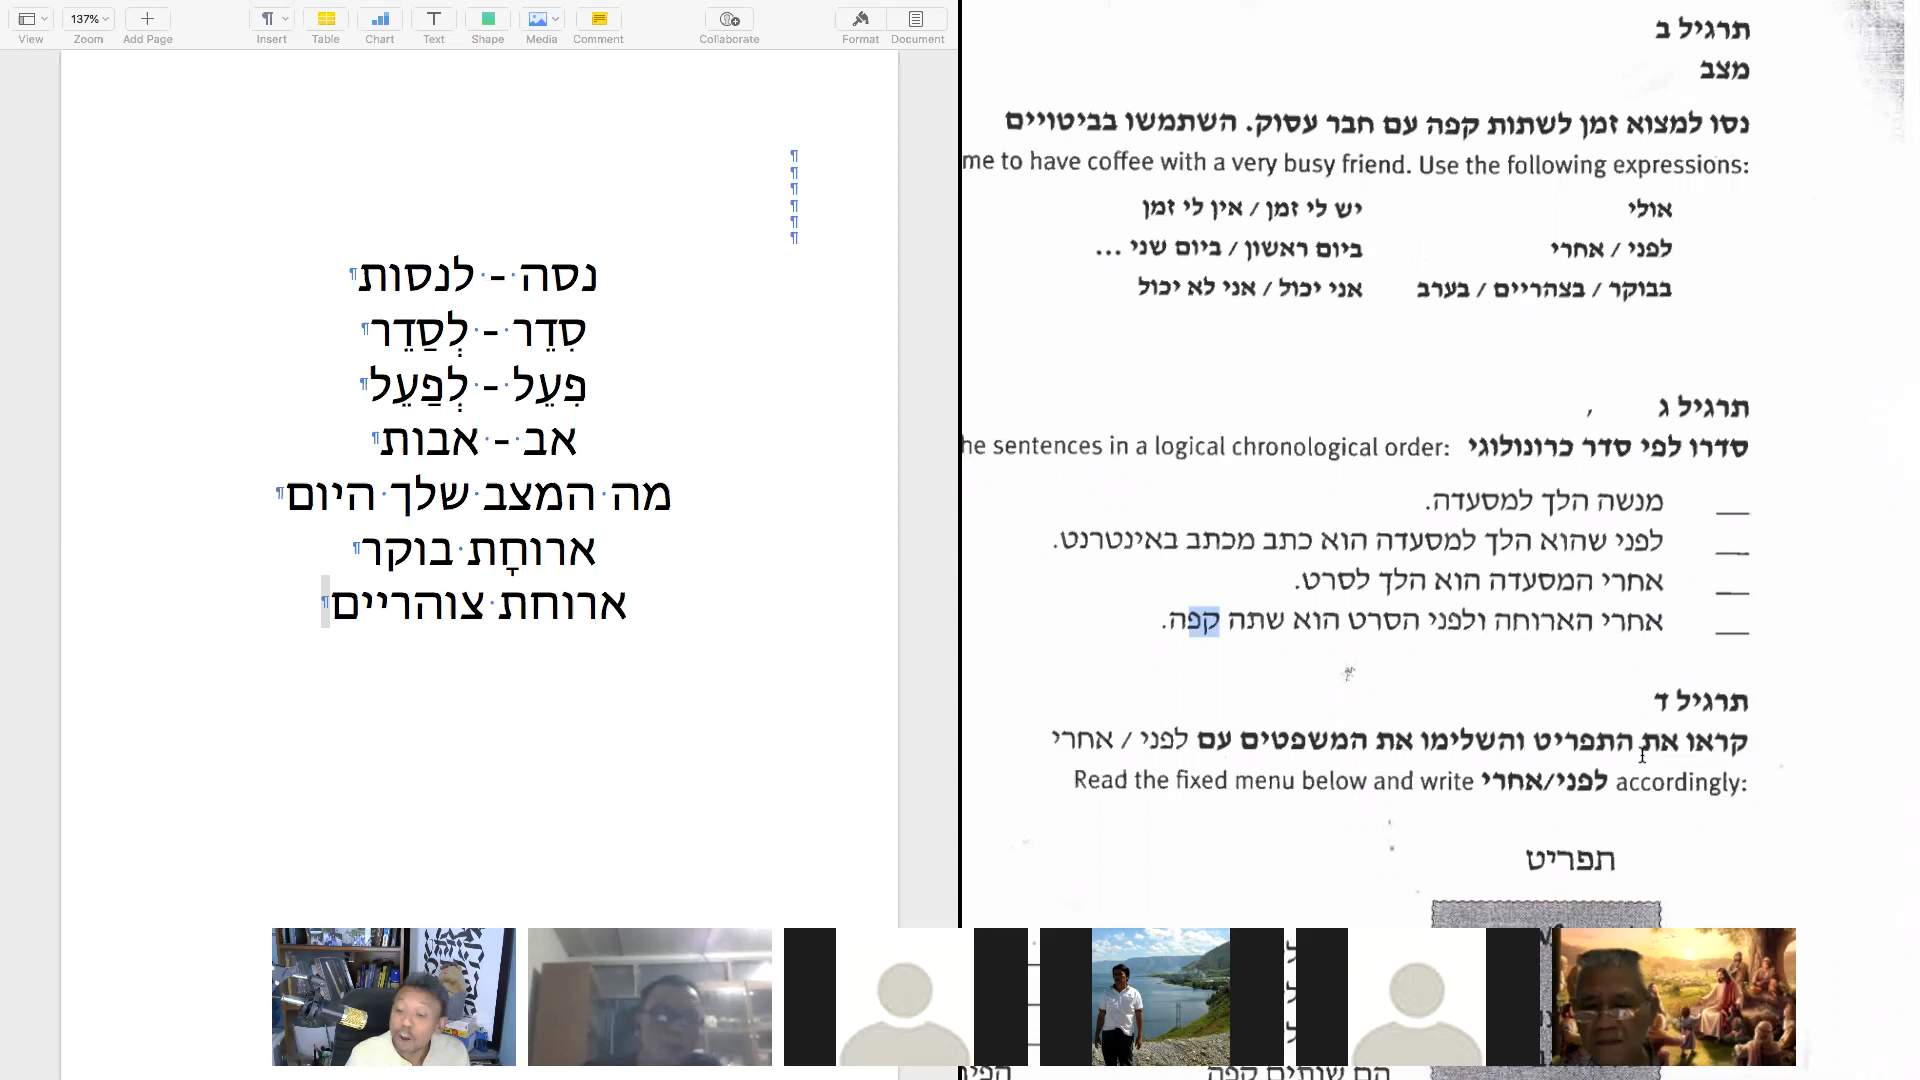 View
137%
Zoom
Add Page
Insert
Table
Chart
Text
Shape
Media
Comment
Collaborate
Format
Document
נסה - לנסות
סִדֵר - לְסַדֵר
פִעֵל - לְפַעֵל
אב - אבות
מה המצב שלך היום
ארוחָת בוקר
ארוחת צוהריים
תרגיל ב
מצב
נסו למצוא זמן לשתות קפה עם חבר עסוק. השתמשו בביטויים
me to have coffee with a very busy friend. Use the following expressions:
אולי יש לי זמן / אין לי זמן
לפני / אחרי ביום ראשון / ביום שני ...
בבוקר / בצהריים / בערב אני יכול / אני לא יכול
תרגיל ג
סדרו לפי סדר כרונולוגי he sentences in a logical chronological order:
מנשה הלך למסעדה.
לפני שהוא הלך למסעדה הוא כתב מכתב באינטרנט.
אחרי המסעדה הוא הלך לסרט.
אחרי הארוחה ולפני הסרט הוא שתה קפה.
תרגיל ד
קראו את התפריט והשלימו את המשפטים עם לפני / אחרי
Read the fixed menu below and write לפני/אחרי accordingly:
תפריט
הם שותים קפה